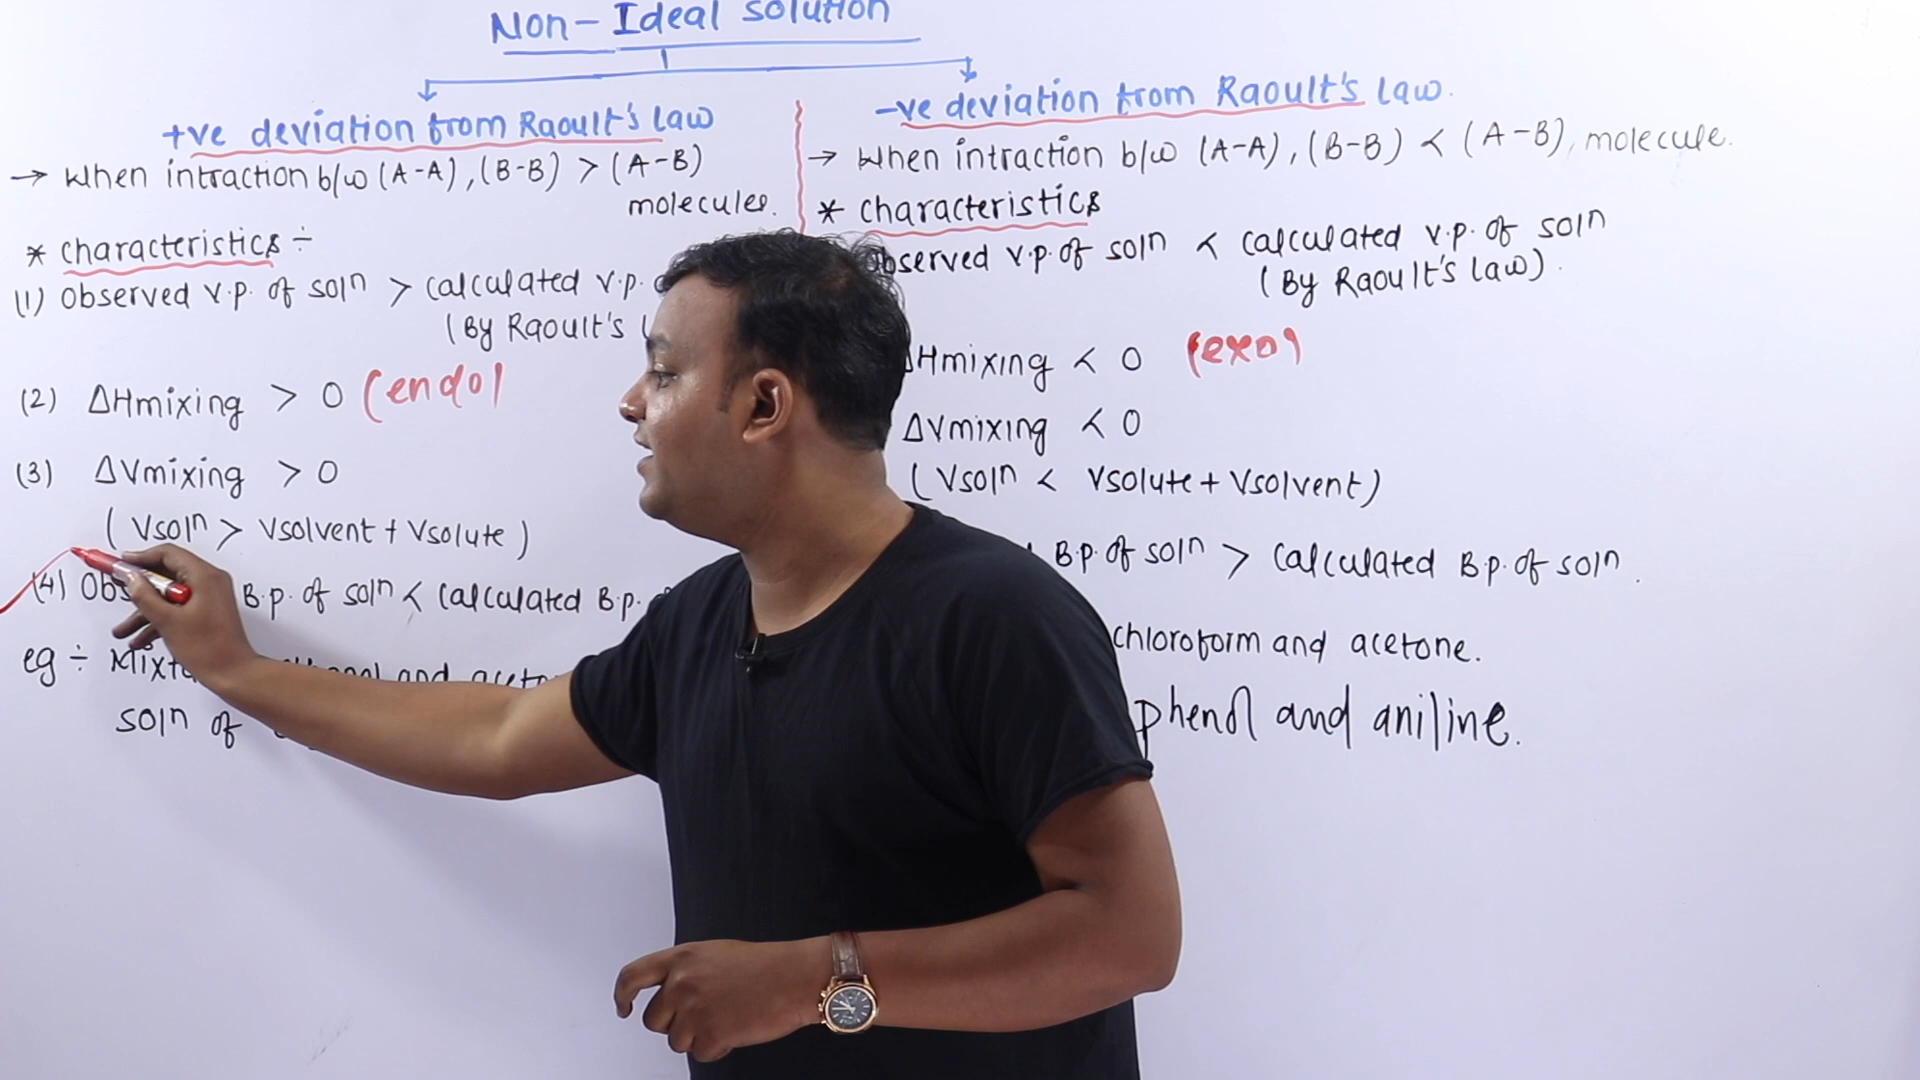 Non-Ideal solution
+ve deviation from Raoult's law
→ When intraction b/w (A-A), (B-B) > (A-B)
molecules.
* characteristics ÷
(1) Observed v.p. of soln > calculated v.p.
(By Raoult's
(2) ΔHmixing > 0 (endo)
(3) ΔVmixing > 0
( Vsoln > Vsolvent + Vsolute )
(4) B.p. of soln < calculated B.p.
eg ÷ and
soln of
-ve deviation from Raoult's law.
→ When intraction b/w (A-A), (B-B) < (A-B), molecule.
* characteristics
observed v.p. of soln < calculated v.p. of soln
(By Raoult's law).
ΔHmixing < 0 (exo)
ΔVmixing < 0
( Vsoln < Vsolute + Vsolvent )
B.p. of soln > calculated B.p. of soln.
chloroform and acetone.
phenol and aniline.